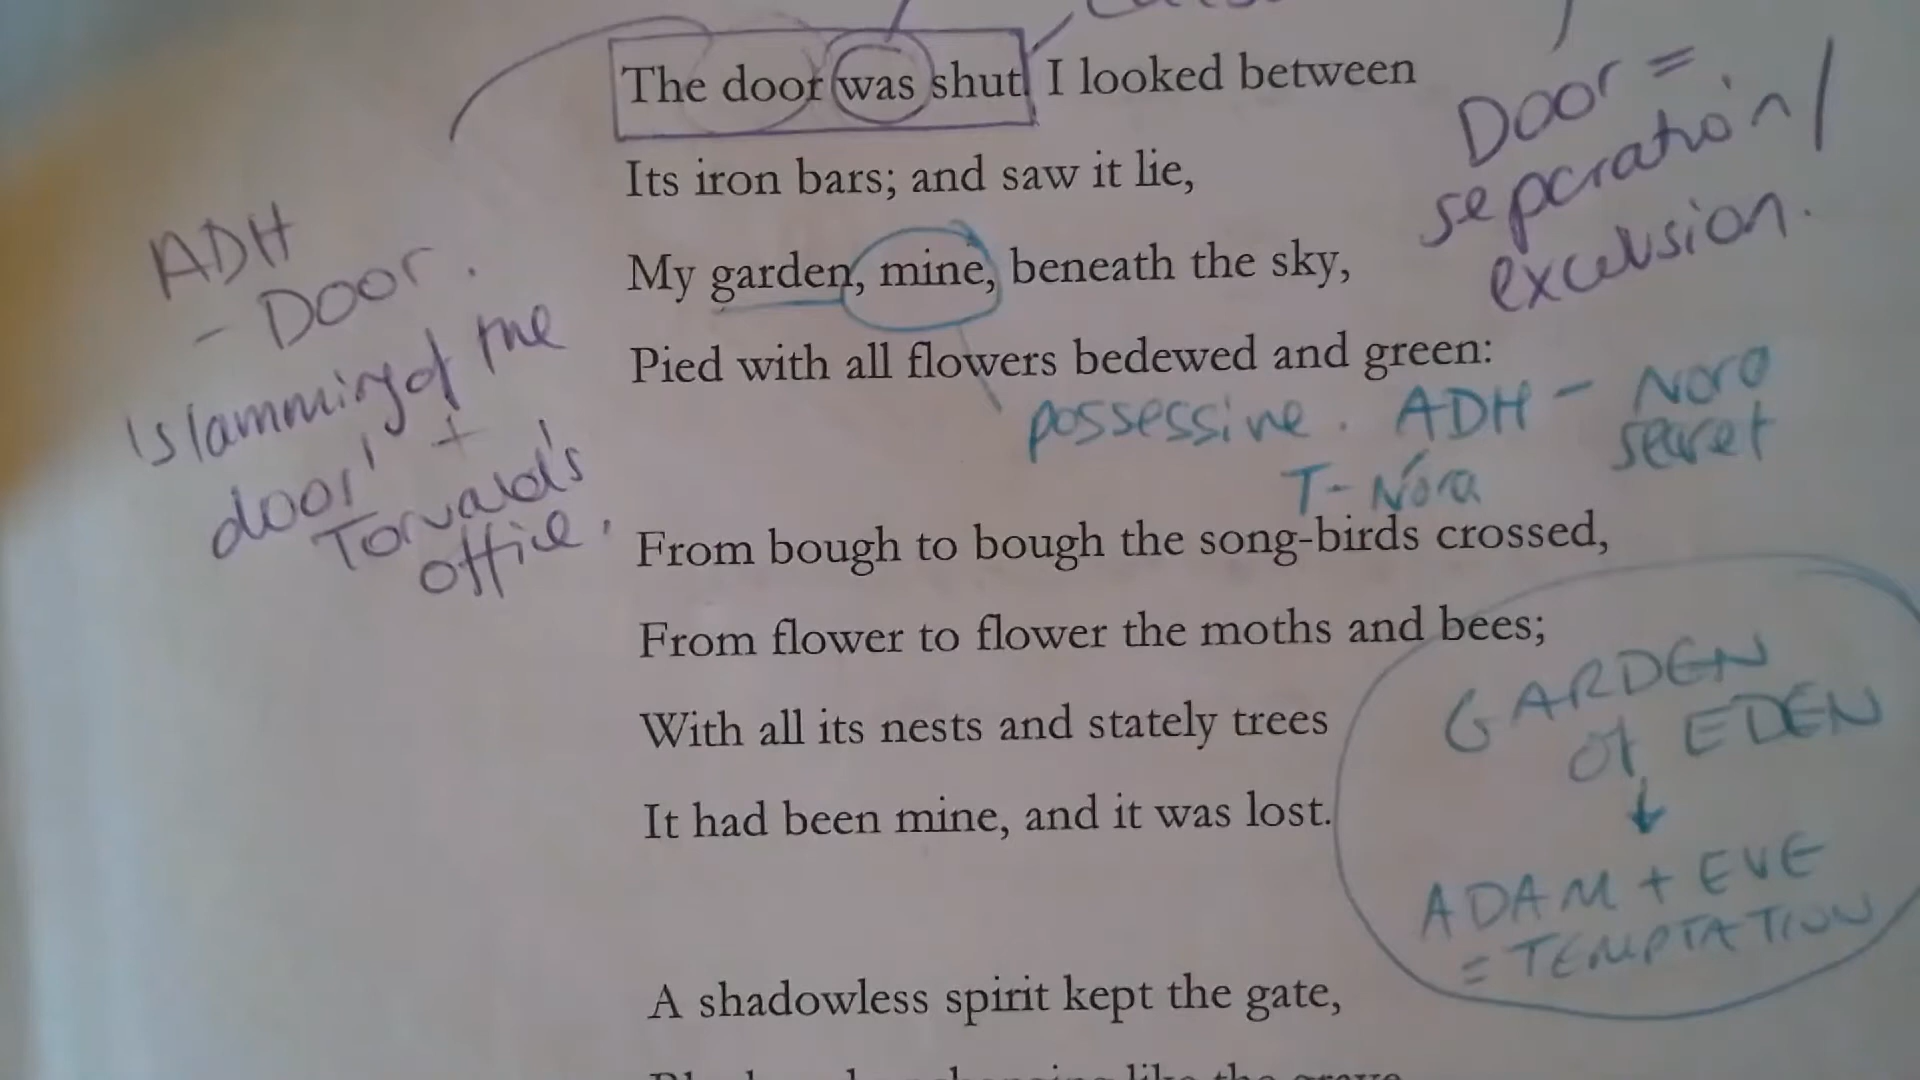 The door was shut. I looked between
Its iron bars; and saw it lie,
My garden, mine, beneath the sky,
Pied with all flowers bedewed and green:
From bough to bough the song-birds crossed,
From flower to flower the moths and bees;
With all its nests and stately trees
It had been mine, and it was lost.
A shadowless spirit kept the gate,
like the grave
ADH
- Door.
'slamming of the
door' +
Torvald's
office.
Door =
separation/
exculsion.
possessive. ADH - Nora
secret
T- Nora
GARDEN
of EDEN
↓
ADAM + EVE
= TEMPTATION